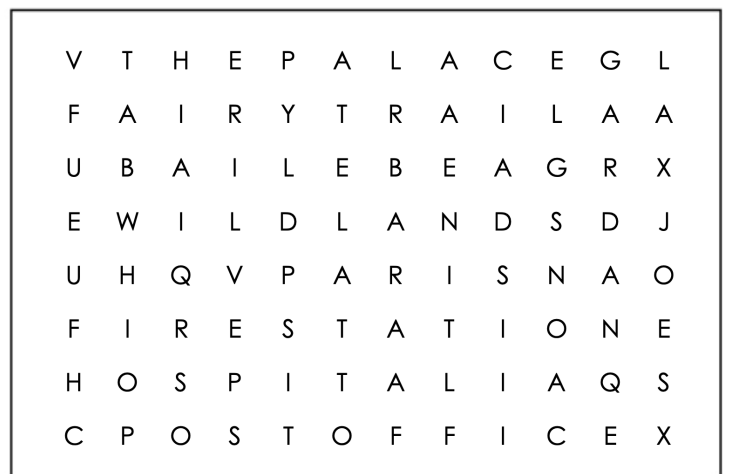 V T H E P A L A C E G L
F A I R Y T R A I L A A
U B A I L E B E A G R X
E W I L D L A N D S D J
U H Q V P A R I S N A O
F I R E S T A T I O N E
H O S P I T A L I A Q S
C P O S T O F F I C E X